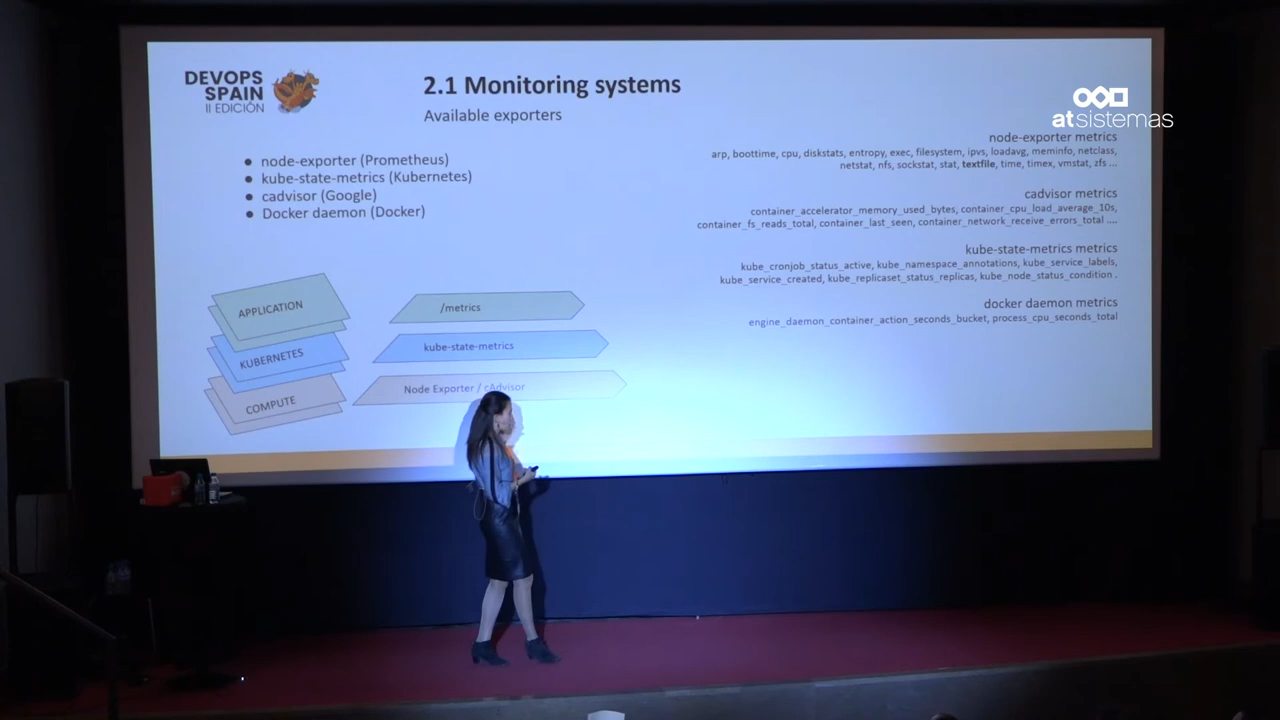 DEVOPS
SPAIN
II EDICIÓN
2.1 Monitoring systems
Available exporters
atsistemas
● node-exporter (Prometheus)
● kube-state-metrics (Kubernetes)
● cadvisor (Google)
● Docker daemon (Docker)
node-exporter metrics
arp, boottime, cpu, diskstats, entropy, exec, filesystem, ipvs, loadavg, meminfo, netclass,
netstat, nfs, sockstat, stat, textfile, time, timex, vmstat, zfs ...
cadvisor metrics
container_accelerator_memory_used_bytes, container_cpu_load_average_10s,
container_fs_reads_total, container_last_seen, container_network_receive_errors_total ....
kube-state-metrics metrics
kube_cronjob_status_active, kube_namespace_annotations, kube_service_labels,
kube_service_created, kube_replicaset_status_replicas, kube_node_status_condition .
docker daemon metrics
engine_daemon_container_action_seconds_bucket, process_cpu_seconds_total
APPLICATION
/metrics
KUBERNETES
kube-state-metrics
COMPUTE
Node Exporter / cAdvisor